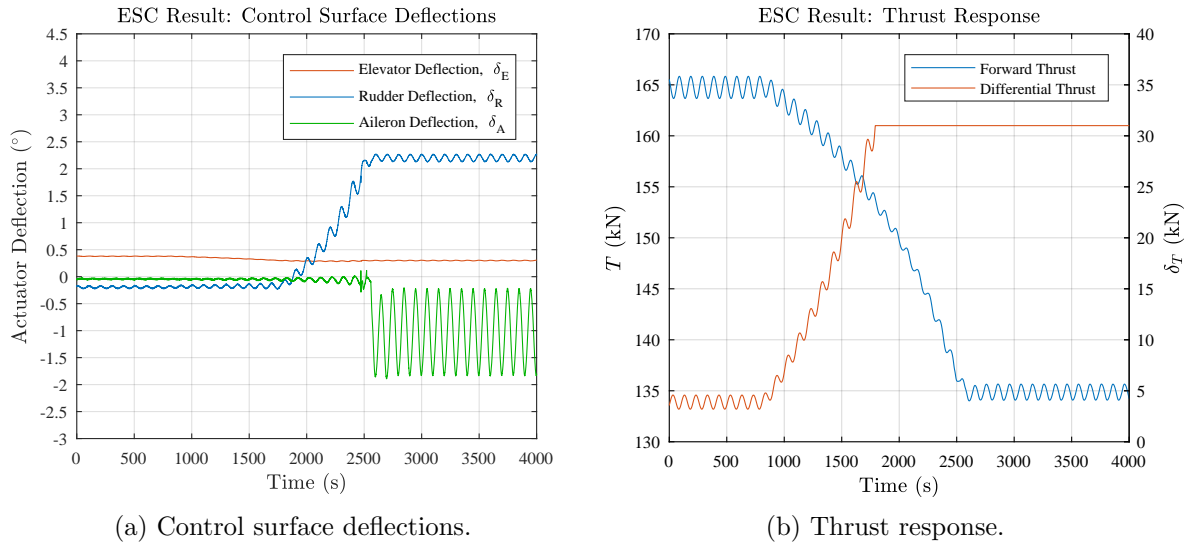 ESC Result: Control Surface Deflections
4.5
4
3.5
3
2.5
2
1.5
1
0.5
0
-0.5
-1
-1.5
-2
-2.5
-3
Actuator Deflection (°)
Elevator Deflection, δE
Rudder Deflection, δR
Aileron Deflection, δA
0 500 1000 1500 2000 2500 3000 3500 4000
Time (s)
(a) Control surface deflections.
ESC Result: Thrust Response
170
165
160
155
150
145
140
135
130
T (kN)
Forward Thrust
Differential Thrust
40
35
30
25
20
15
10
5
0
δT (kN)
0 500 1000 1500 2000 2500 3000 3500 4000
Time (s)
(b) Thrust response.